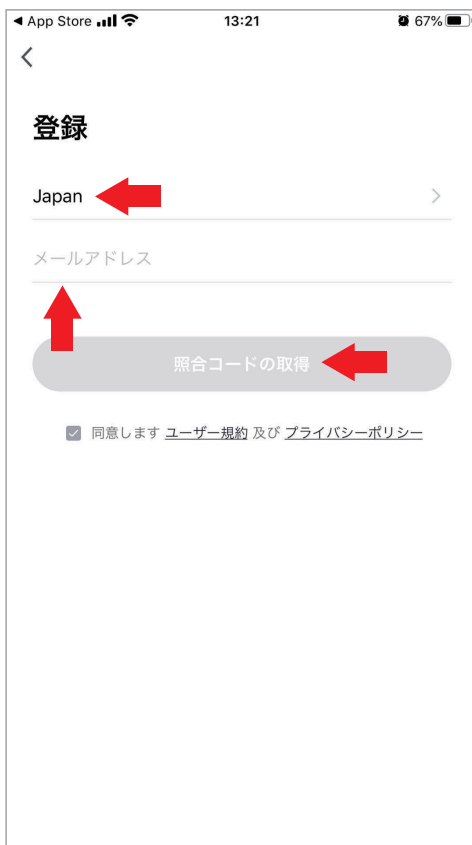 App Store 13:21 67%
登録
Japan
メールアドレス
照合コードの取得
同意します ユーザー規約 及び プライバシーポリシー